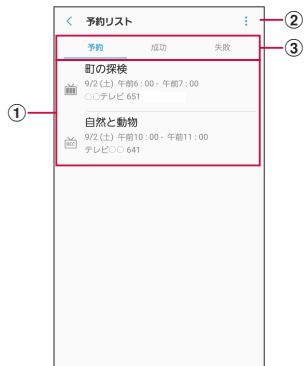 予約リスト
予約 成功 失敗
町の探検
9/2 (土) 午前6 : 00 - 午前7 : 00
○○テレビ 651
自然と動物
9/2 (土) 午前10 : 00 - 午前11 : 00
REC
テレビ○○ 641
①
②
③